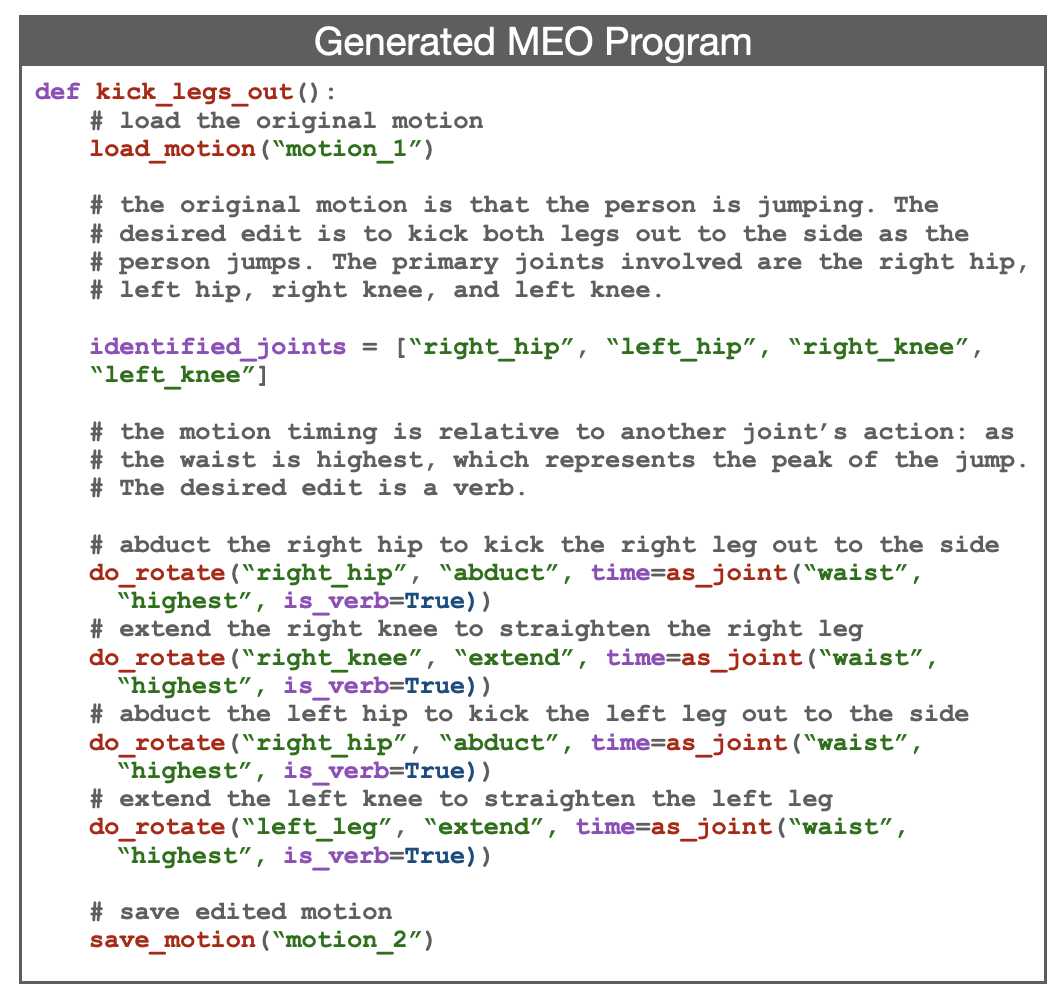 Generated MEO Program
def kick_legs_out():
# load the original motion
load_motion(“motion_1”)
# the original motion is that the person is jumping. The
# desired edit is to kick both legs out to the side as the
# person jumps. The primary joints involved are the right hip,
# left hip, right knee, and left knee.
identified_joints = [“right_hip”, “left_hip”, “right_knee”,
“left_knee”]
# the motion timing is relative to another joint’s action: as
# the waist is highest, which represents the peak of the jump.
# The desired edit is a verb.
# abduct the right hip to kick the right leg out to the side
do_rotate(“right_hip”, “abduct”, time=as_joint(“waist”,
“highest”, is_verb=True))
# extend the right knee to straighten the right leg
do_rotate(“right_knee”, “extend”, time=as_joint(“waist”,
“highest”, is_verb=True))
# abduct the left hip to kick the left leg out to the side
do_rotate(“right_hip”, “abduct”, time=as_joint(“waist”,
“highest”, is_verb=True))
# extend the left knee to straighten the left leg
do_rotate(“left_leg”, “extend”, time=as_joint(“waist”,
“highest”, is_verb=True))
# save edited motion
save_motion(“motion_2”)